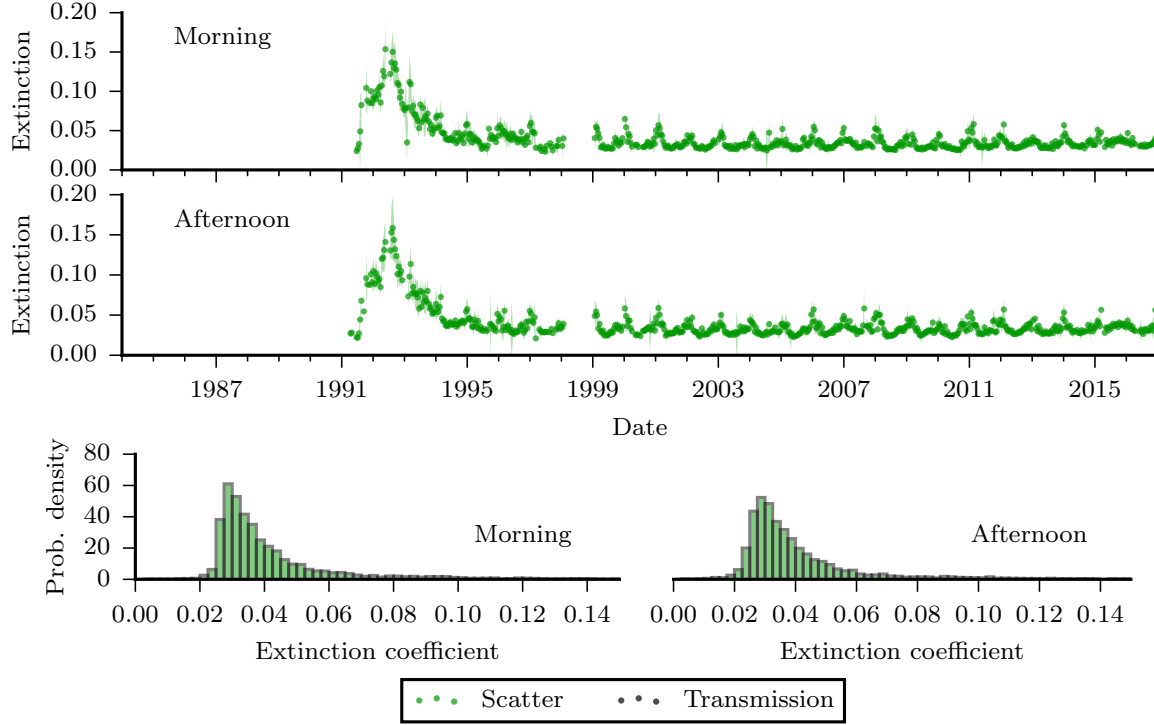 0.20
0.15
0.10
0.05
0.00
Extinction
Morning
0.20
0.15
0.10
0.05
0.00
Extinction
Afternoon
1987 1991 1995 1999 2003 2007 2011 2015
Date
80
60
40
20
0
Prob. density
Morning
Afternoon
0.00 0.02 0.04 0.06 0.08 0.10 0.12 0.14
0.00 0.02 0.04 0.06 0.08 0.10 0.12 0.14
Extinction coefficient
Extinction coefficient
Scatter Transmission